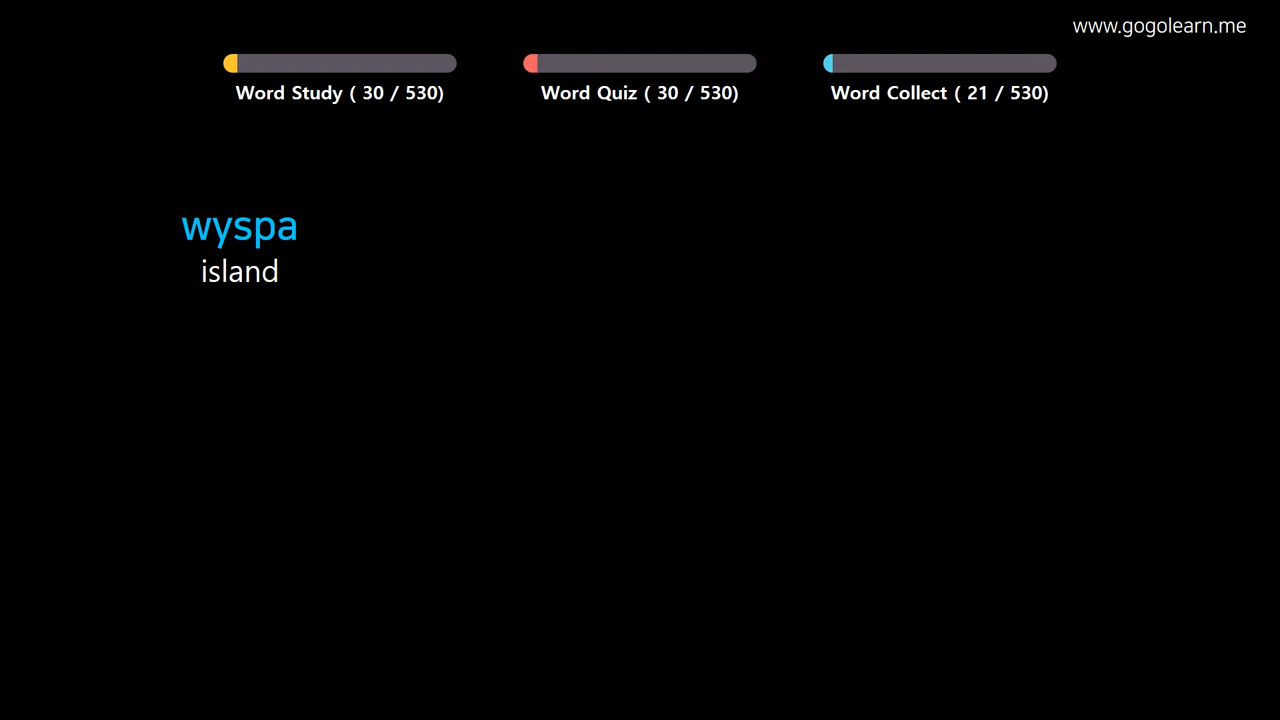 www.gogolearn.me
Word Study ( 30 / 530)
Word Quiz ( 30 / 530)
Word Collect ( 21 / 530)
wyspa
island